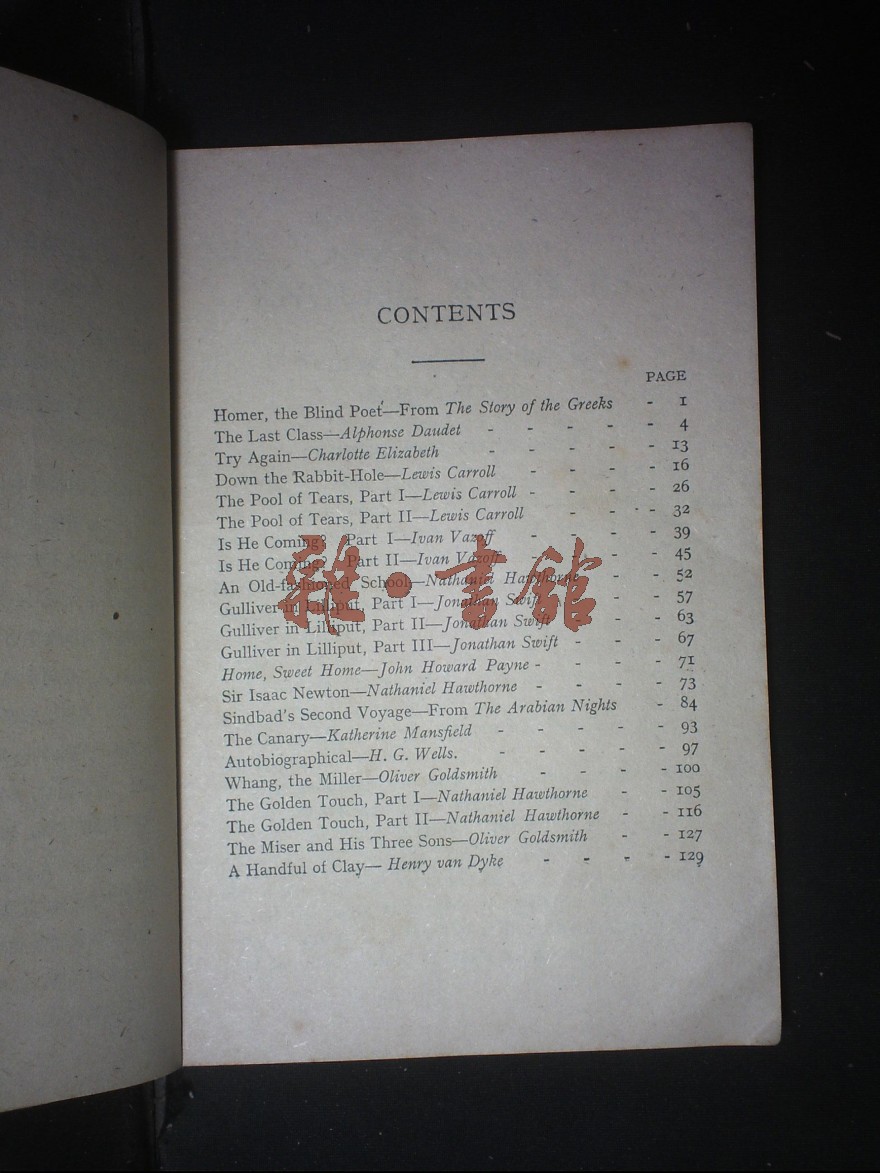 CONTENTS
PAGE
Homer, the Blind Poet—From The Story of the Greeks - 1
The Last Class—Alphonse Daudet - - - - - 4
Try Again—Charlotte Elizabeth - - - - - 13
Down the Rabbit-Hole—Lewis Carroll - - - - 16
The Pool of Tears, Part I—Lewis Carroll - - - - 26
The Pool of Tears, Part II—Lewis Carroll - - - 32
Is He Coming? Part I—Ivan Vazoff - - - - 39
Is He Coming? Part II—Ivan Vazoff - - - - 45
An Old-fashioned School—Nathaniel Hawthorne - - 52
Gulliver in Lilliput, Part I—Jonathan Swift - - 57
Gulliver in Lilliput, Part II—Jonathan Swift - - 63
Gulliver in Lilliput, Part III—Jonathan Swift - - - 67
Home, Sweet Home—John Howard Payne - - - - 71
Sir Isaac Newton—Nathaniel Hawthorne - - - - 73
Sindbad's Second Voyage—From The Arabian Nights - 84
The Canary—Katherine Mansfield - - - - - 93
Autobiographical—H. G. Wells. - - - - - 97
Whang, the Miller—Oliver Goldsmith - - - - 100
The Golden Touch, Part I—Nathaniel Hawthorne - - 105
The Golden Touch, Part II—Nathaniel Hawthorne - - 116
The Miser and His Three Sons—Oliver Goldsmith - - 127
A Handful of Clay— Henry van Dyke - - - - 129
雜·書館